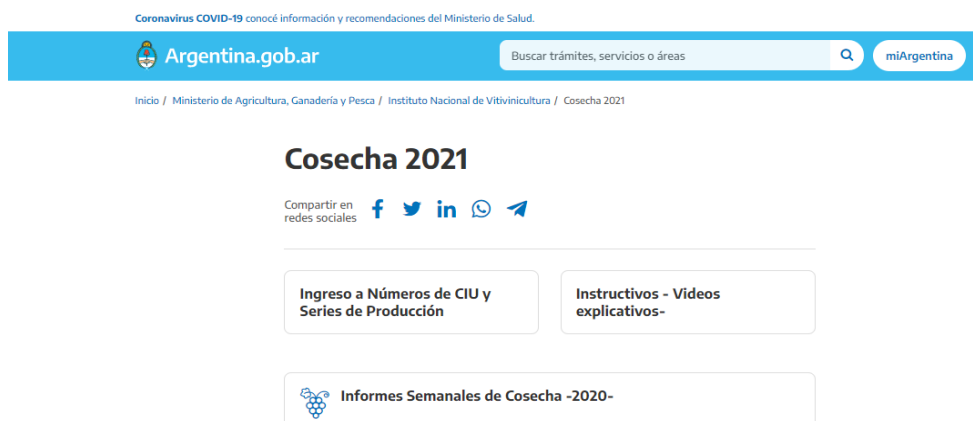 Coronavirus COVID-19 conocé información y recomendaciones del Ministerio de Salud.
Argentina.gob.ar
Buscar trámites, servicios o áreas
miArgentina
Inicio / Ministerio de Agricultura, Ganadería y Pesca / Instituto Nacional de Vitivinicultura / Cosecha 2021
Cosecha 2021
Compartir en
redes sociales
Ingreso a Números de CIU y
Series de Producción
Instructivos - Videos
explicativos-
Informes Semanales de Cosecha -2020-